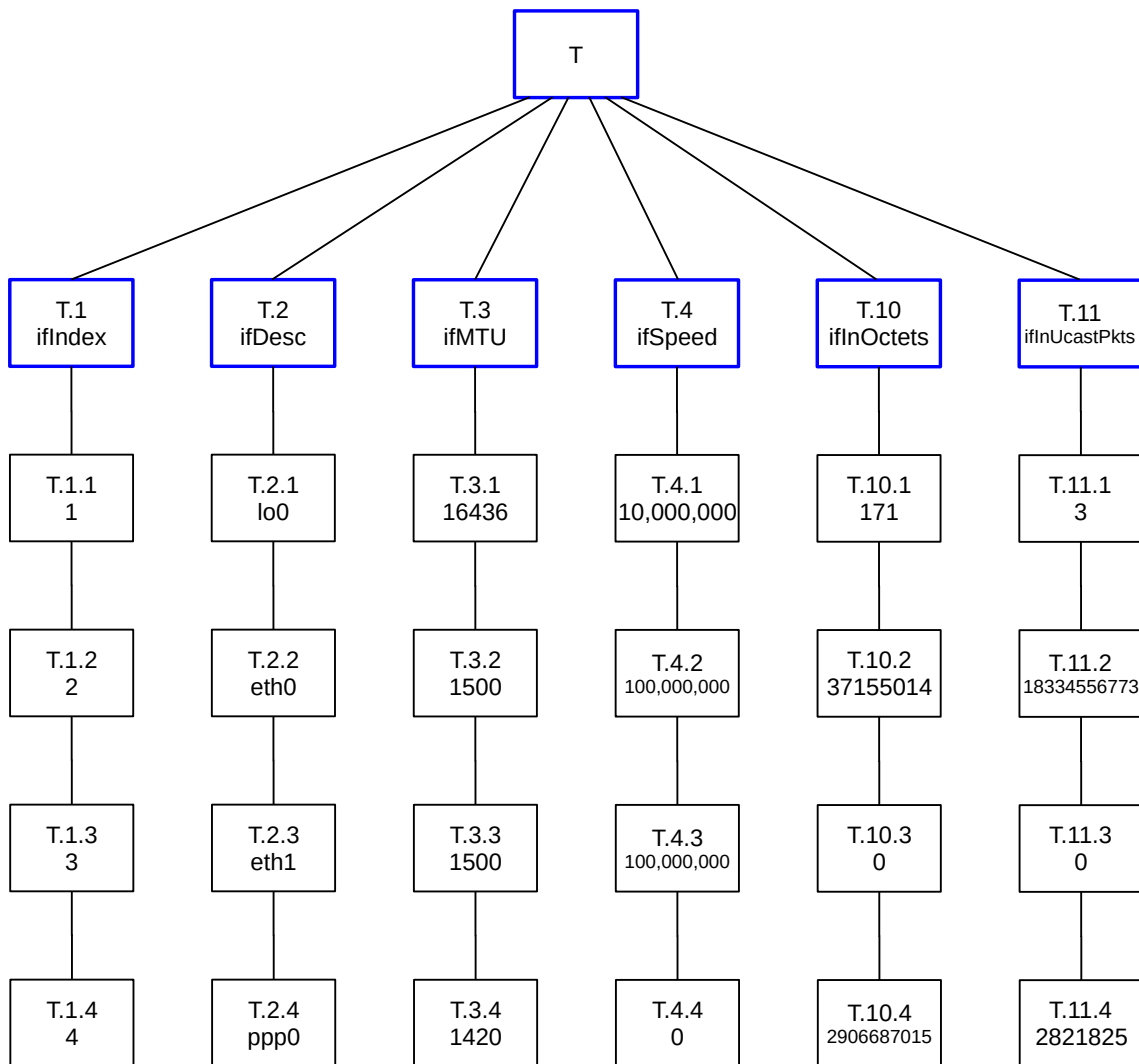 T
T.1
ifIndex
T.2
ifDesc
T.3
ifMTU
T.4
ifSpeed
T.10
ifInOctets
T.11
ifInUcastPkts
T.1.1
1
T.2.1
lo0
T.3.1
16436
T.4.1
10,000,000
T.10.1
171
T.11.1
3
T.1.2
2
T.2.2
eth0
T.3.2
1500
T.4.2
100,000,000
T.10.2
37155014
T.11.2
18334556773
T.1.3
3
T.2.3
eth1
T.3.3
1500
T.4.3
100,000,000
T.10.3
0
T.11.3
0
T.1.4
4
T.2.4
ppp0
T.3.4
1420
T.4.4
0
T.10.4
2906687015
T.11.4
2821825